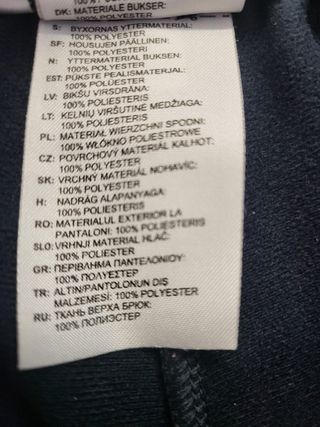 100% POLYESTER
DK: MATERIALE BUKSER:
100% POLYESTER
S: BYXORNAS YTTERMATERIAL:
100% POLYESTER
SF: HOUSUJEN PÄÄLLINEN:
100% POLYESTERI
N: YTTERMATERIAL BUKSEN:
100% POLYESTER
EST: PÜKSTE PEALISMATERJAL:
100% POLÜESTER
LV: BIKŠU VIRSDRĀNA:
100% POLIESTERIS
LT: KELNIŲ VIRŠUTINĖ MEDŽIAGA:
100% POLIESTERIS
PL: MATERIAŁ WIERZCHNI SPODNI:
100% WŁÓKNO POLIESTROWE
CZ: POVRCHOVÝ MATERIÁL KALHOT:
100% POLYESTER
SK: VRCHNÝ MATERIÁL NOHAVÍC:
100% POLYESTER
H: NADRÁG ALAPANYAGA:
100% POLIESZTER
RO: MATERIALUL EXTERIOR LA
PANTALONI: 100% POLIESTER
SLO: VRHNJI MATERIAL HLAČ:
100% POLIESTER
GR: ΠΕΡΙΒΛΗΜΑ ΠΑΝΤΕΛΟΝΙΟΥ:
100% ΠΟΛΥΕΣΤΕΡ
TR: ALTIN/PANTOLONUN DIŞ
MALZEMESİ: 100% POLYESTER
RU: ТКАНЬ ВЕРХА БРЮК:
100% ПОЛИЭСТЕР